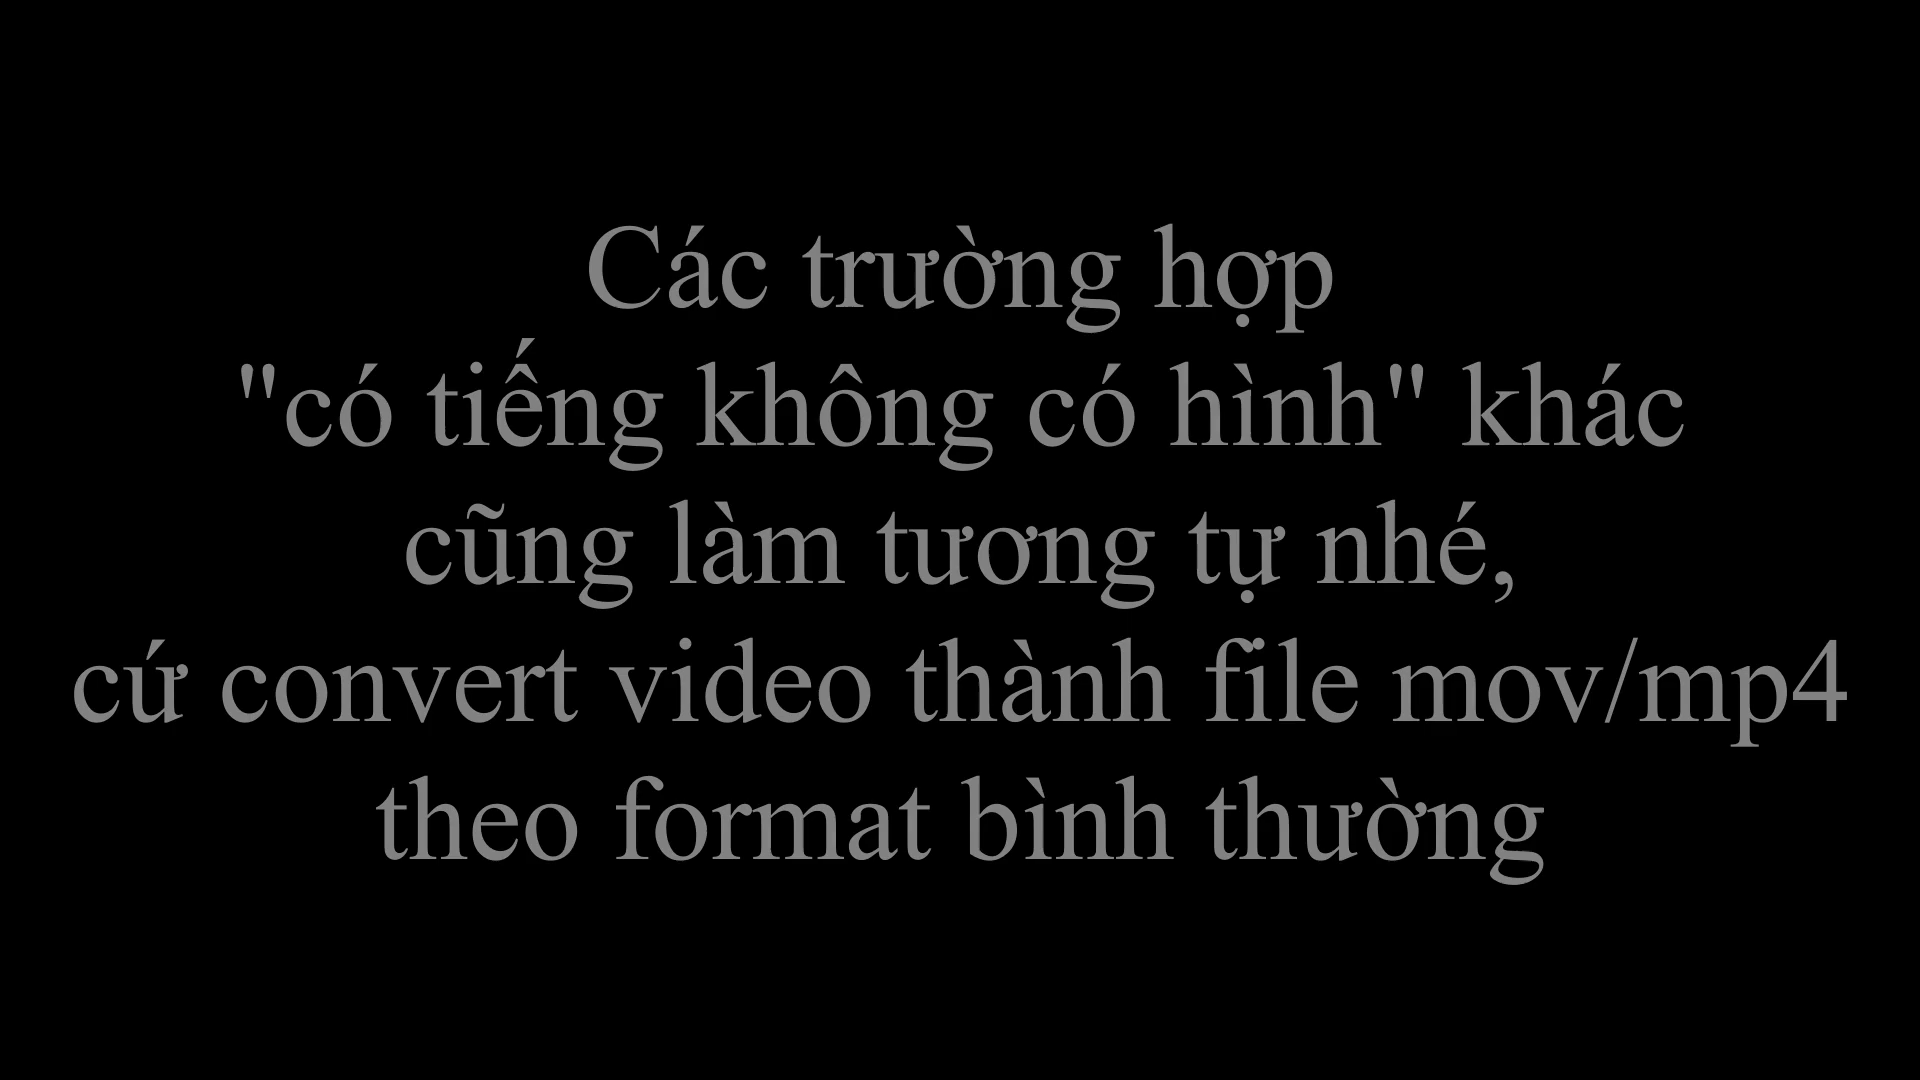 Các trường hợp
"có tiếng không có hình" khác
cũng làm tương tự nhé,
cứ convert video thành file mov/mp4
theo format bình thường